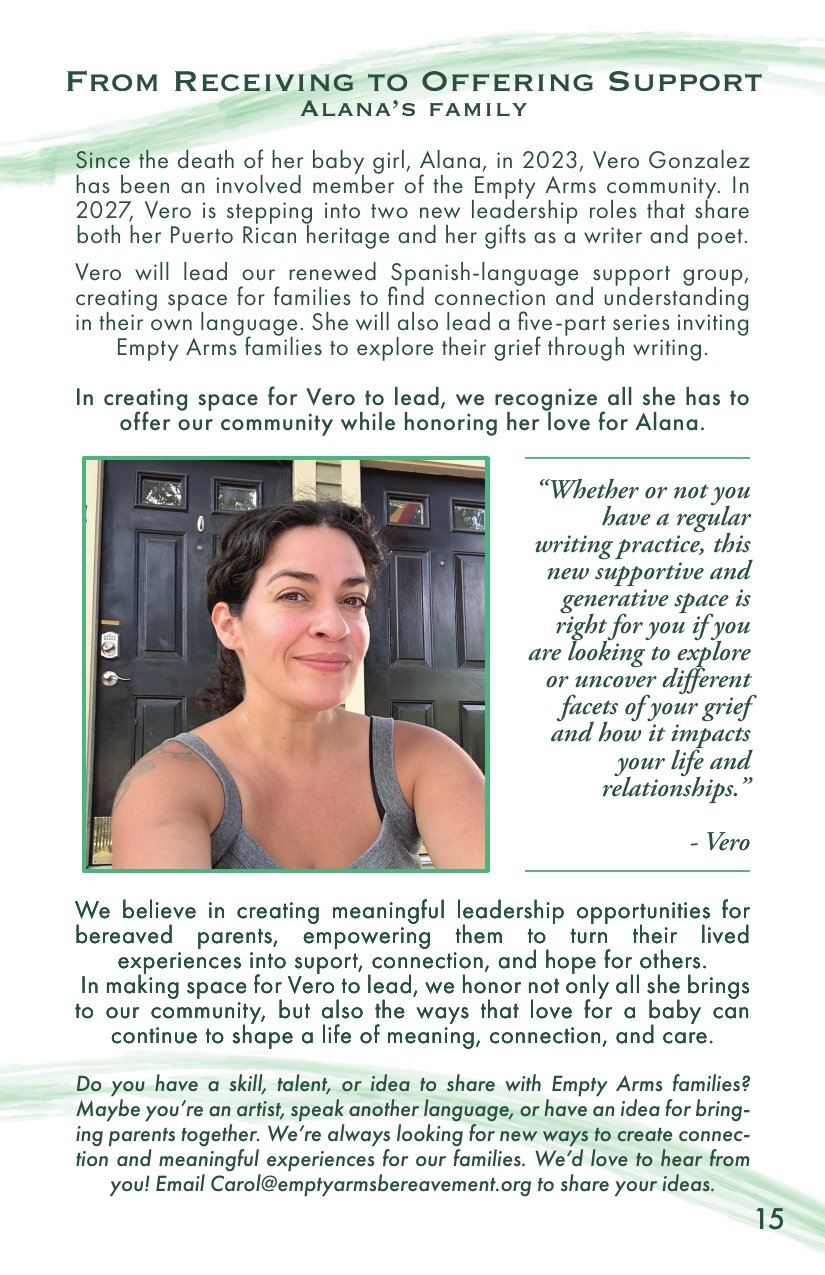 From Receiving to Offering Support
Alana's family
Since the death of her baby girl, Alana, in 2023, Vero Gonzalez
has been an involved member of the Empty Arms community. In
2027, Vero is stepping into two new leadership roles that share
both her Puerto Rican heritage and her gifts as a writer and poet.
Vero will lead our renewed Spanish-language support group,
creating space for families to find connection and understanding
in their own language. She will also lead a five-part series inviting
Empty Arms families to explore their grief through writing.
In creating space for Vero to lead, we recognize all she has to
offer our community while honoring her love for Alana.
“Whether or not you
have a regular
writing practice, this
new supportive and
generative space is
right for you if you
are looking to explore
or uncover different
facets of your grief
and how it impacts
your life and
relationships.”
- Vero
We believe in creating meaningful leadership opportunities for
bereaved parents, empowering them to turn their lived
experiences into suport, connection, and hope for others.
In making space for Vero to lead, we honor not only all she brings
to our community, but also the ways that love for a baby can
continue to shape a life of meaning, connection, and care.
Do you have a skill, talent, or idea to share with Empty Arms families?
Maybe you’re an artist, speak another language, or have an idea for bring-
ing parents together. We’re always looking for new ways to create connec-
tion and meaningful experiences for our families. We’d love to hear from
you! Email Carol@emptyarmsbereavement.org to share your ideas.
15